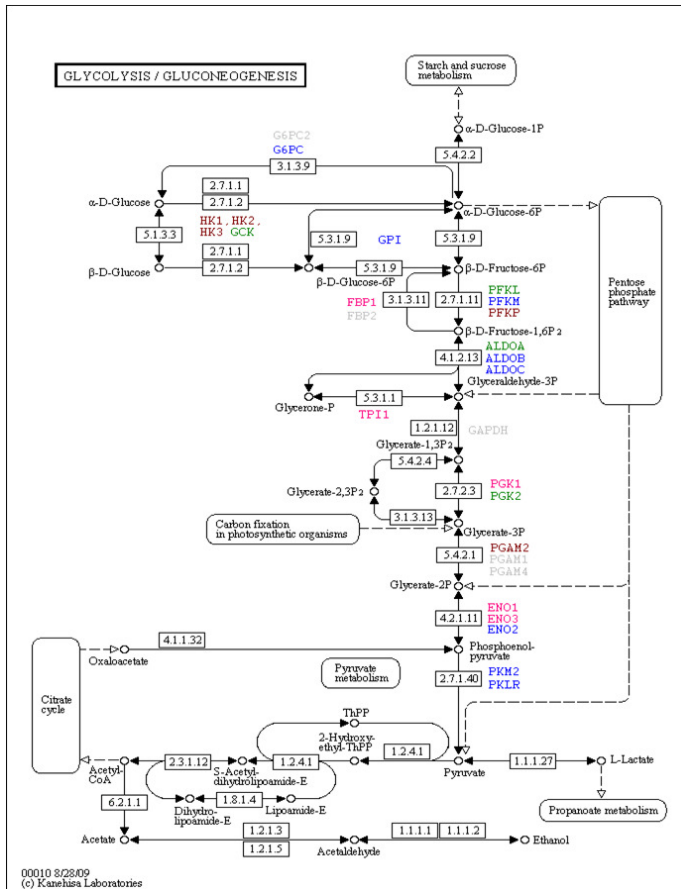 GLYCOLYSIS / GLUCONEOGENESIS
Starch and sucrose
metabolism
α-D-Glucose-1P
G6PC2
G6PC
5.4.2.2
3.1.3.9
2.7.1.1
α-D-Glucose
2.7.1.2
α-D-Glucose-6P
HK1, HK2,
HK3 GCK
5.1.3.3
5.3.1.9
GPI
5.3.1.9
2.7.1.1
β-D-Glucose
2.7.1.2
5.3.1.9
β-D-Fructose-6P
β-D-Glucose-6P
Pentose
phosphate
pathway
PFKL
FBP1
3.1.3.11
2.7.1.11
PFKM
FBP2
PFKP
β-D-Fructose-1,6P2
ALDOA
4.1.2.13
ALDOB
ALDOC
Glyceraldehyde-3P
5.3.1.1
Glycerone-P
TPI1
1.2.1.12
GAPDH
Glycerate-1,3P2
5.4.2.4
PGK1
Glycerate-2,3P2
2.7.2.3
PGK2
3.1.3.13
Carbon fixation
in photosynthetic organisms
Glycerate-3P
PGAM2
5.4.2.1
PGAM1
PGAM4
Glycerate-2P
ENO1
4.2.1.11
ENO3
ENO2
4.1.1.32
Oxaloacetate
Phosphoenol-
pyruvate
Pyruvate
metabolism
PKM2
2.7.1.40
PKLR
Citrate
cycle
ThPP
2-Hydroxy-
ethyl-ThPP
1.2.4.1
2.3.1.12
1.2.4.1
1.1.1.27
L-Lactate
Acetyl-
CoA
S-Acetyl-
dihydrolipoamide-E
Pyruvate
6.2.1.1
1.8.1.4
Dihydro-
lipoamide-E
Lipoamide-E
Propanoate metabolism
1.2.1.3
1.1.1.1
1.1.1.2
Acetate
Ethanol
1.2.1.5
Acetaldehyde
00010 8/28/09
(c) Kanehisa Laboratories